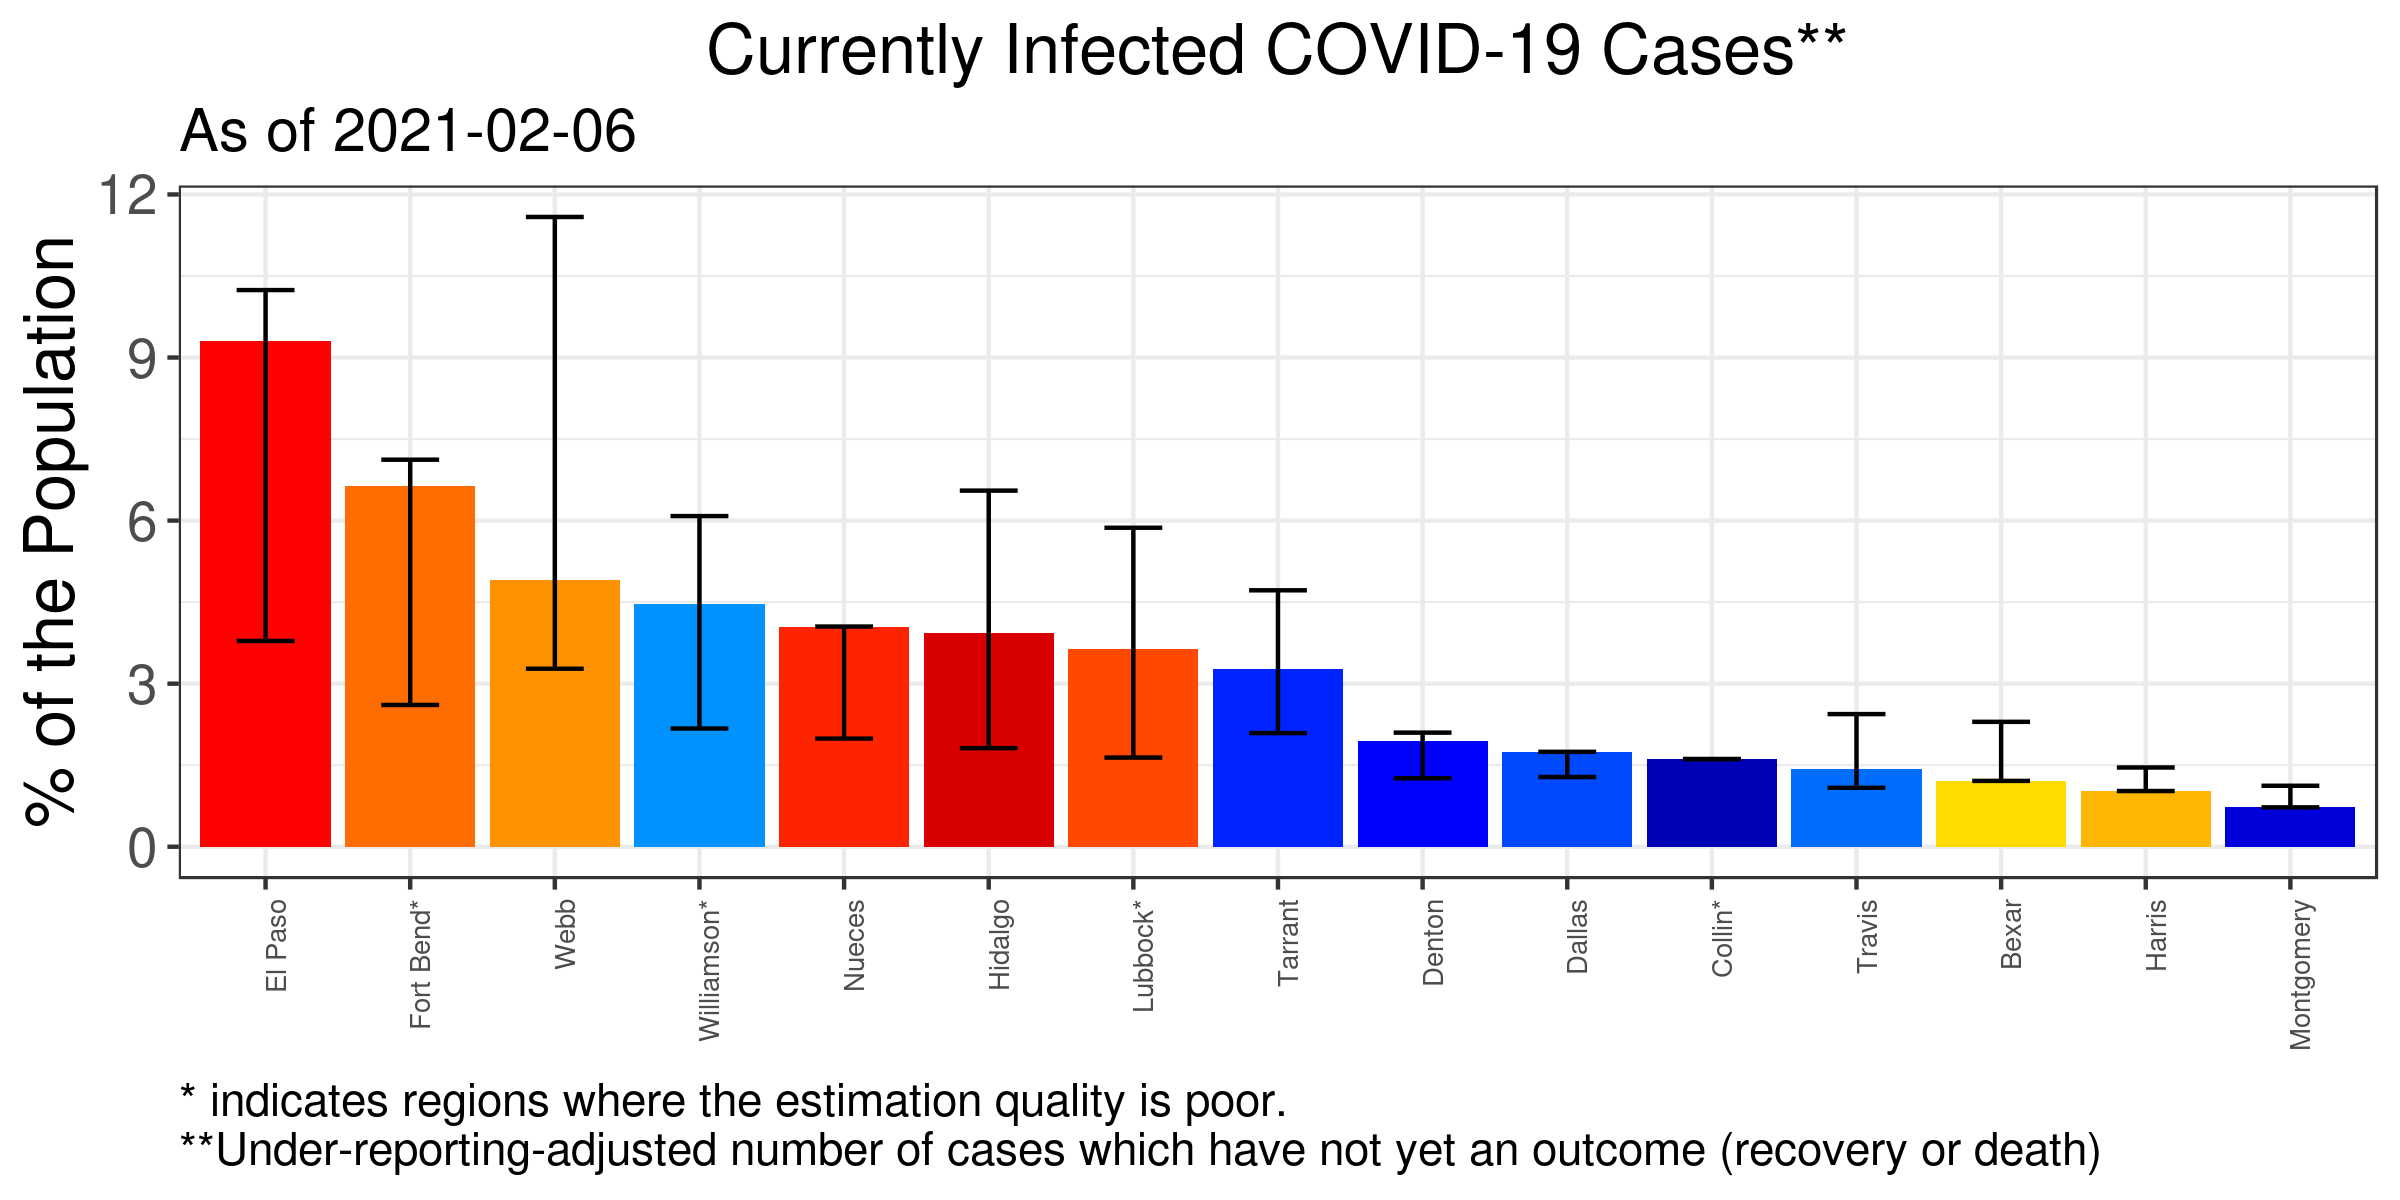 Currently Infected COVID-19 Cases**
As of 2021-02-06
% of the Population
12
9
6
3
0
El Paso
Fort Bend*
Webb
Williamson*
Nueces
Hidalgo
Lubbock*
Tarrant
Denton
Dallas
Collin*
Travis
Bexar
Harris
Montgomery
* indicates regions where the estimation quality is poor.
**Under-reporting-adjusted number of cases which have not yet an outcome (recovery or death)